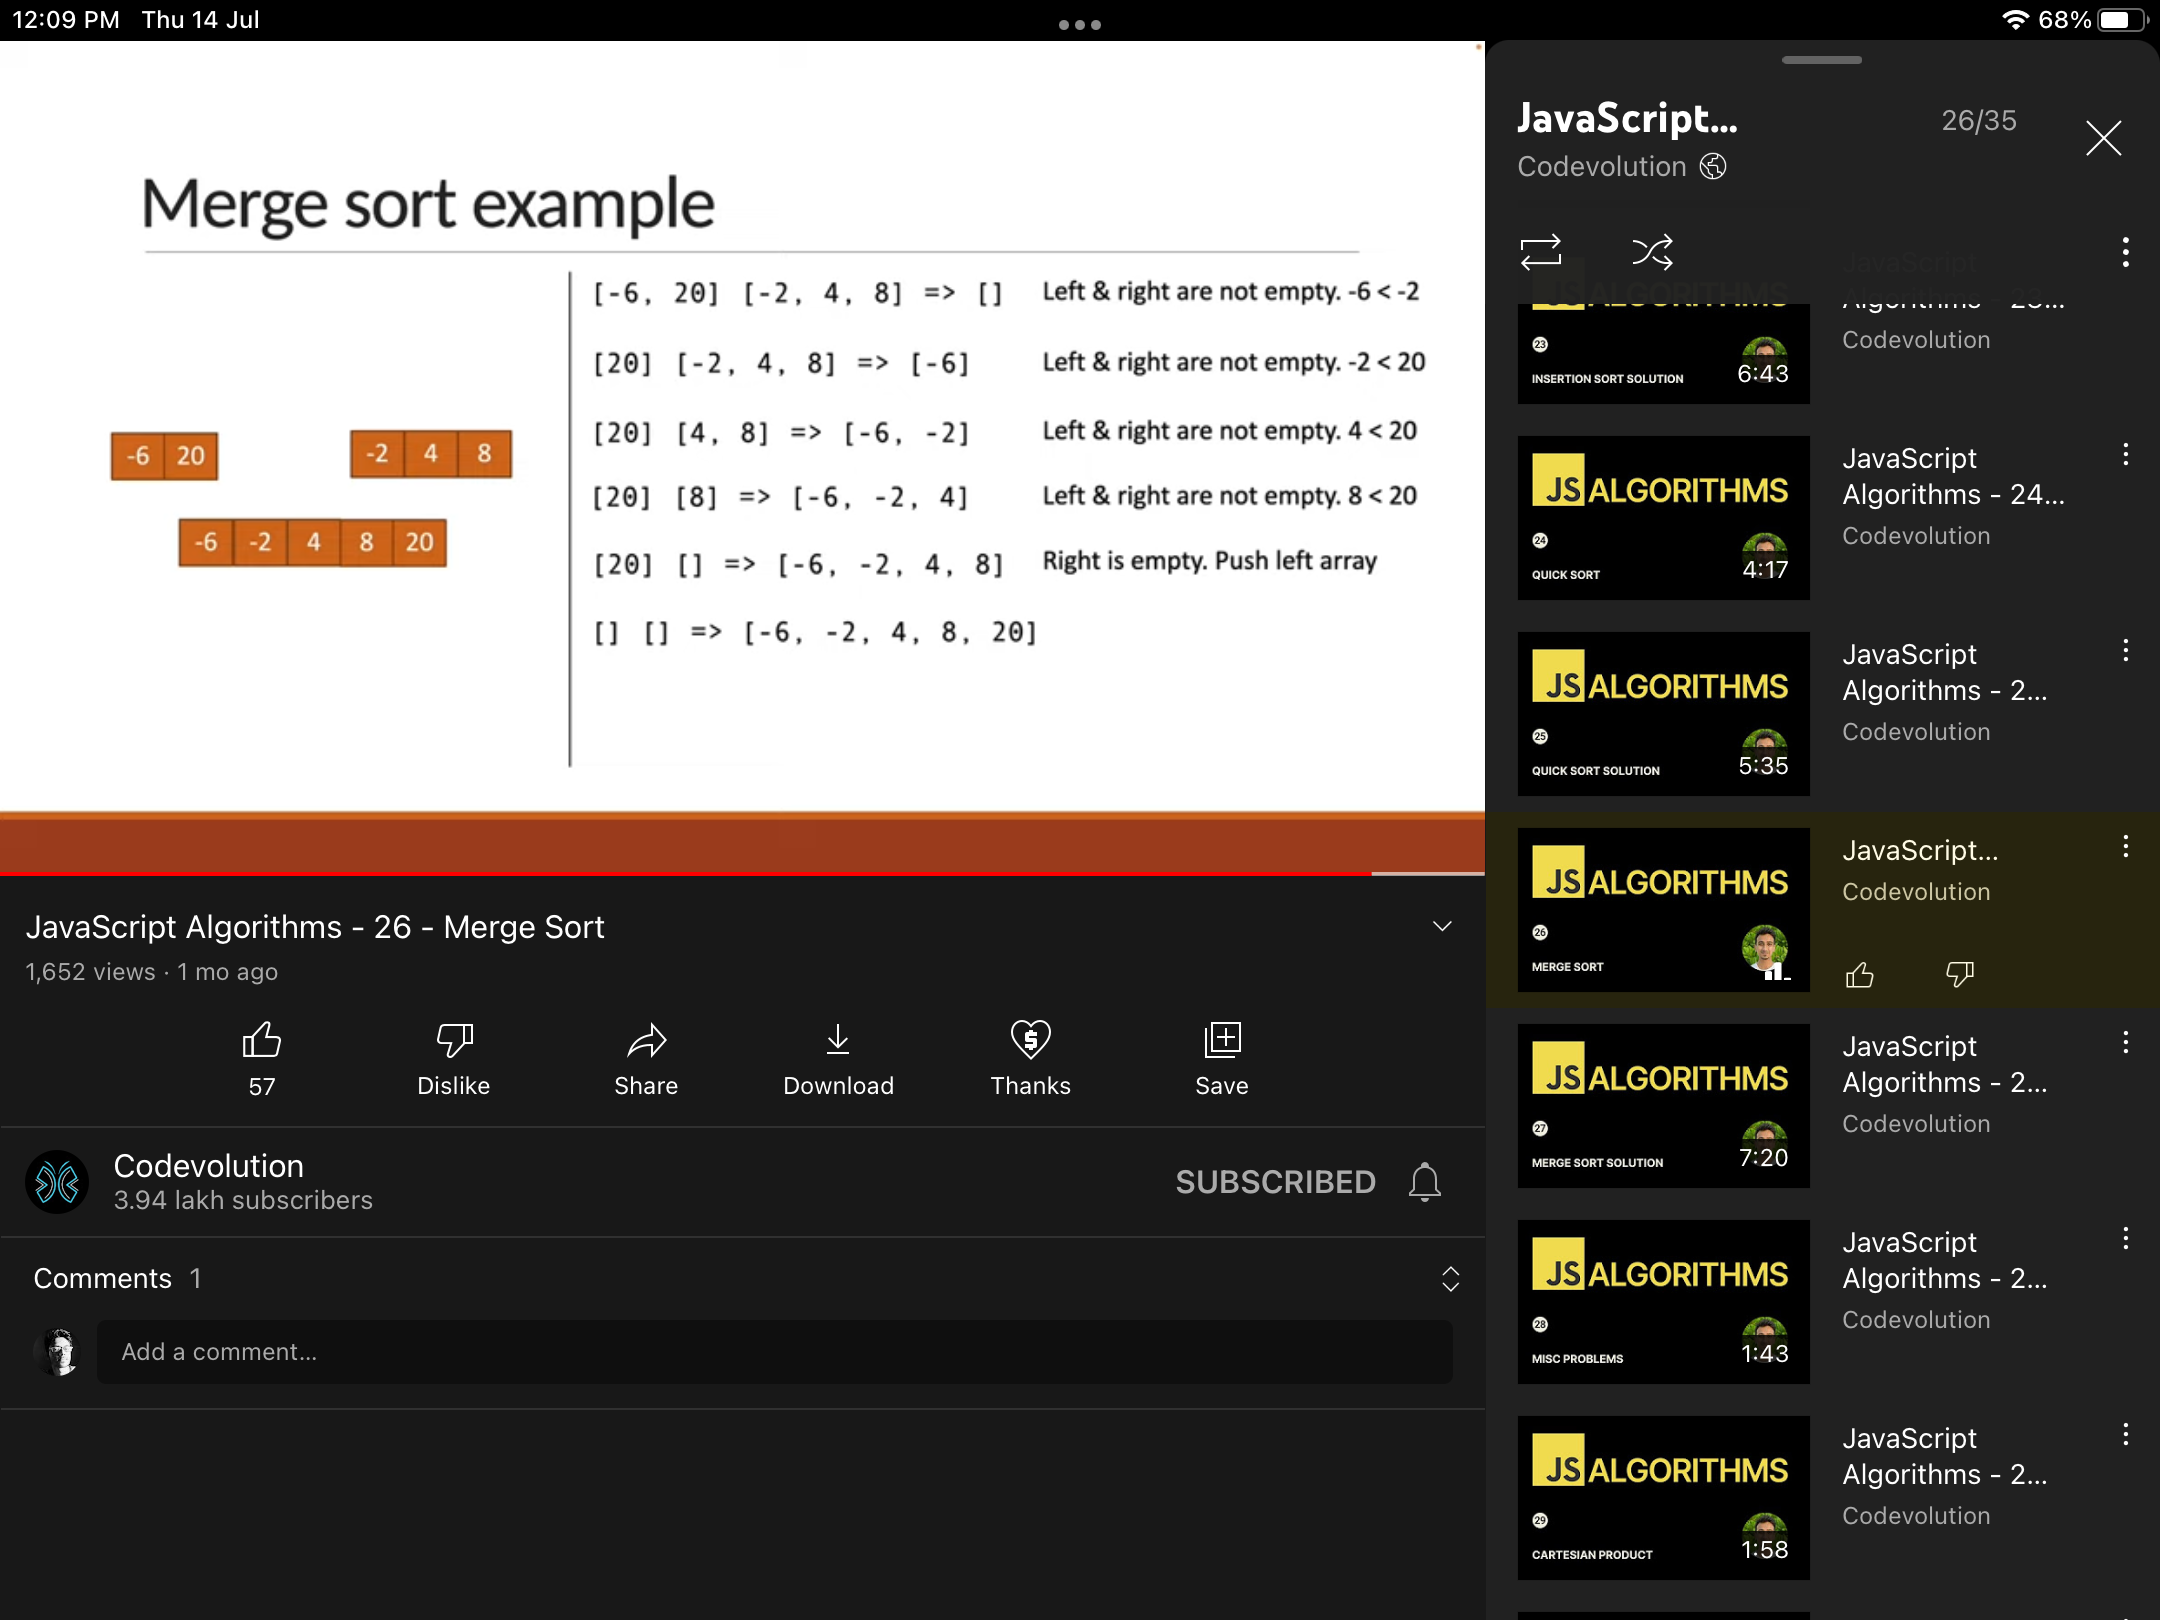 12:09 PM Thu 14 Jul
68%
Merge sort example
-6 20
-2 4 8
-6 -2 4 8 20
[-6, 20] [-2, 4, 8] => [] Left & right are not empty. -6 < -2
[20] [-2, 4, 8] => [-6] Left & right are not empty. -2 < 20
[20] [4, 8] => [-6, -2] Left & right are not empty. 4 < 20
[20] [8] => [-6, -2, 4] Left & right are not empty. 8 < 20
[20] [] => [-6, -2, 4, 8] Right is empty. Push left array
[] [] => [-6, -2, 4, 8, 20]
JavaScript Algorithms - 26 - Merge Sort
1,652 views · 1 mo ago
57
Dislike
Share
Download
Thanks
Save
Codevolution
3.94 lakh subscribers
SUBSCRIBED
Comments 1
Add a comment...
JavaScript...
26/35
Codevolution
JS ALGORITHMS
23
INSERTION SORT SOLUTION
6:43
JavaScript
Algorithms - 23...
Codevolution
JS ALGORITHMS
24
QUICK SORT
4:17
JavaScript
Algorithms - 24...
Codevolution
JS ALGORITHMS
25
QUICK SORT SOLUTION
5:35
JavaScript
Algorithms - 2...
Codevolution
JS ALGORITHMS
26
MERGE SORT
JavaScript...
Codevolution
JS ALGORITHMS
27
MERGE SORT SOLUTION
7:20
JavaScript
Algorithms - 2...
Codevolution
JS ALGORITHMS
28
MISC PROBLEMS
1:43
JavaScript
Algorithms - 2...
Codevolution
JS ALGORITHMS
29
CARTESIAN PRODUCT
1:58
JavaScript
Algorithms - 2...
Codevolution